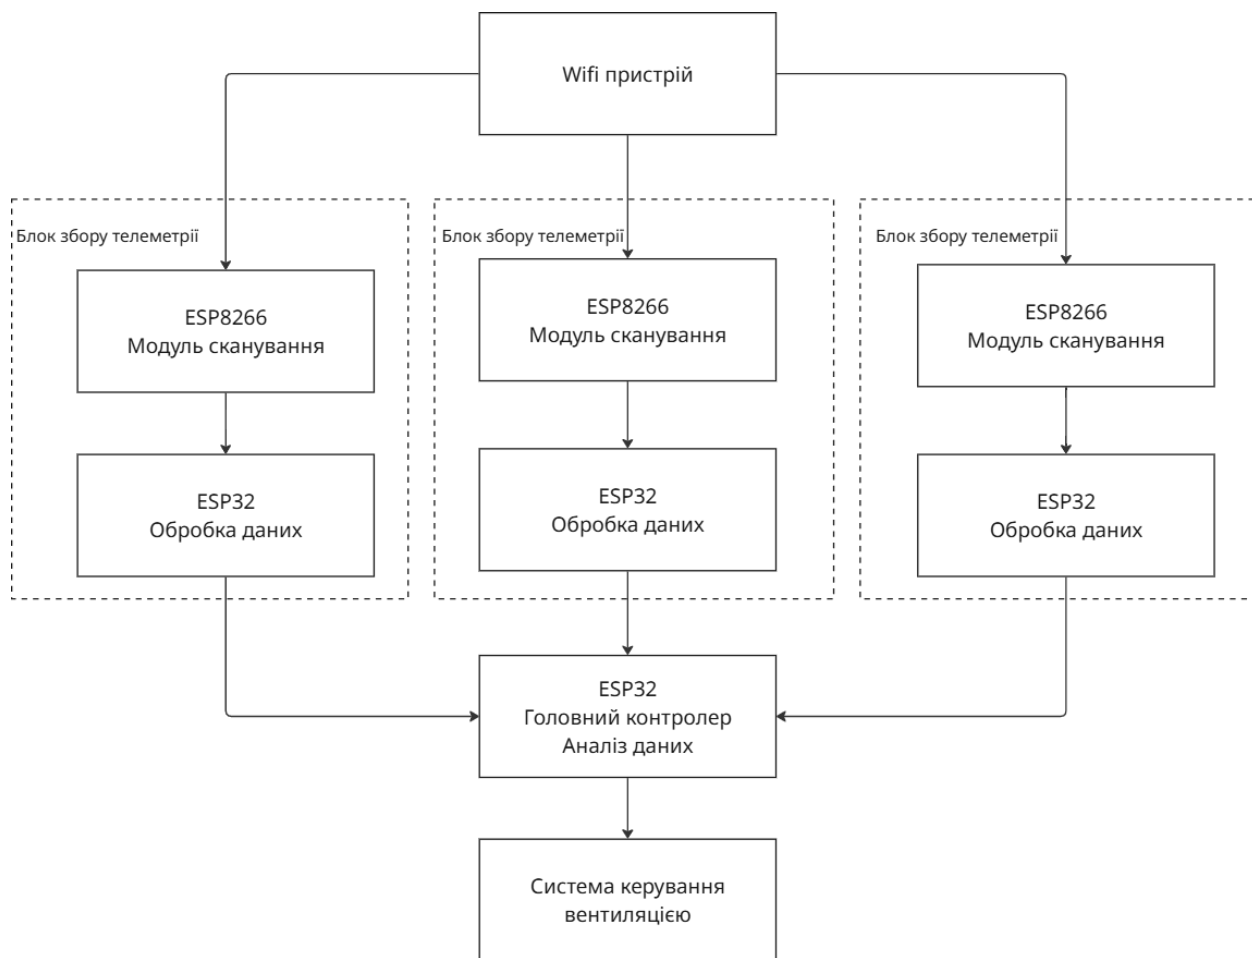 Wifi пристрій
Блок збору телеметрії
ESP8266
Модуль сканування
ESP32
Обробка даних
Блок збору телеметрії
ESP8266
Модуль сканування
ESP32
Обробка даних
Блок збору телеметрії
ESP8266
Модуль сканування
ESP32
Обробка даних
ESP32
Головний контролер
Аналіз даних
Система керування
вентиляцією